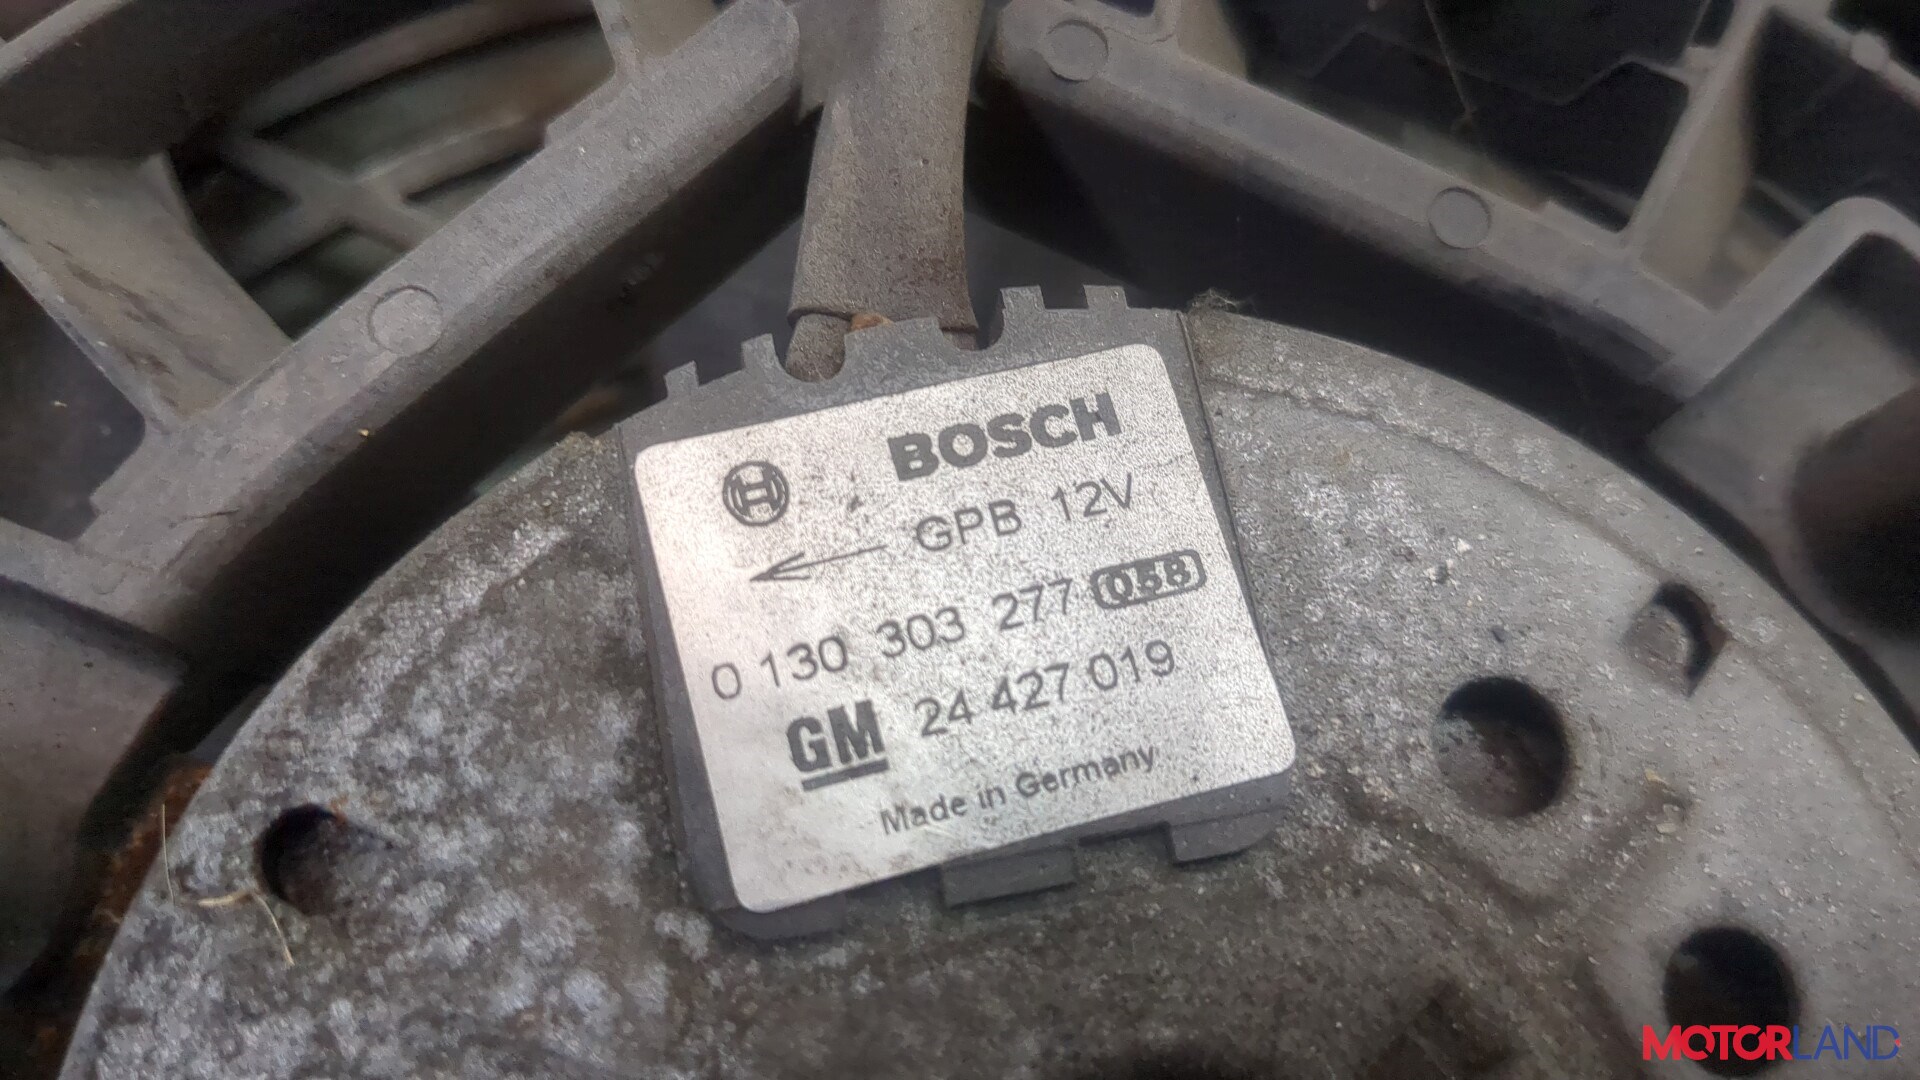 BOSCH
GPB 12V
0 130 303 277 058
GM 24 427 019
Made in Germany
MOTORLAND